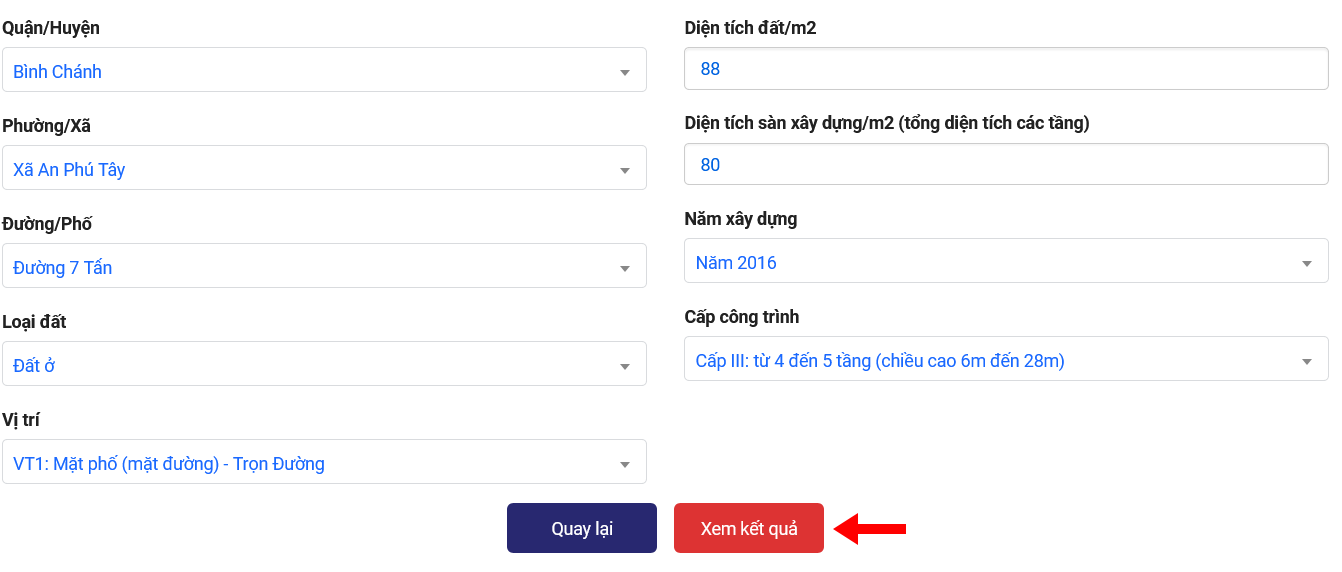 Quận/Huyện
Bình Chánh
Phường/Xã
Xã An Phú Tây
Đường/Phố
Đường 7 Tấn
Loại đất
Đất ở
Vị trí
VT1: Mặt phố (mặt đường) - Trọn Đường
Diện tích đất/m2
88
Diện tích sàn xây dựng/m2 (tổng diện tích các tầng)
80
Năm xây dựng
Năm 2016
Cấp công trình
Cấp III: từ 4 đến 5 tầng (chiều cao 6m đến 28m)
Quay lại
Xem kết quả